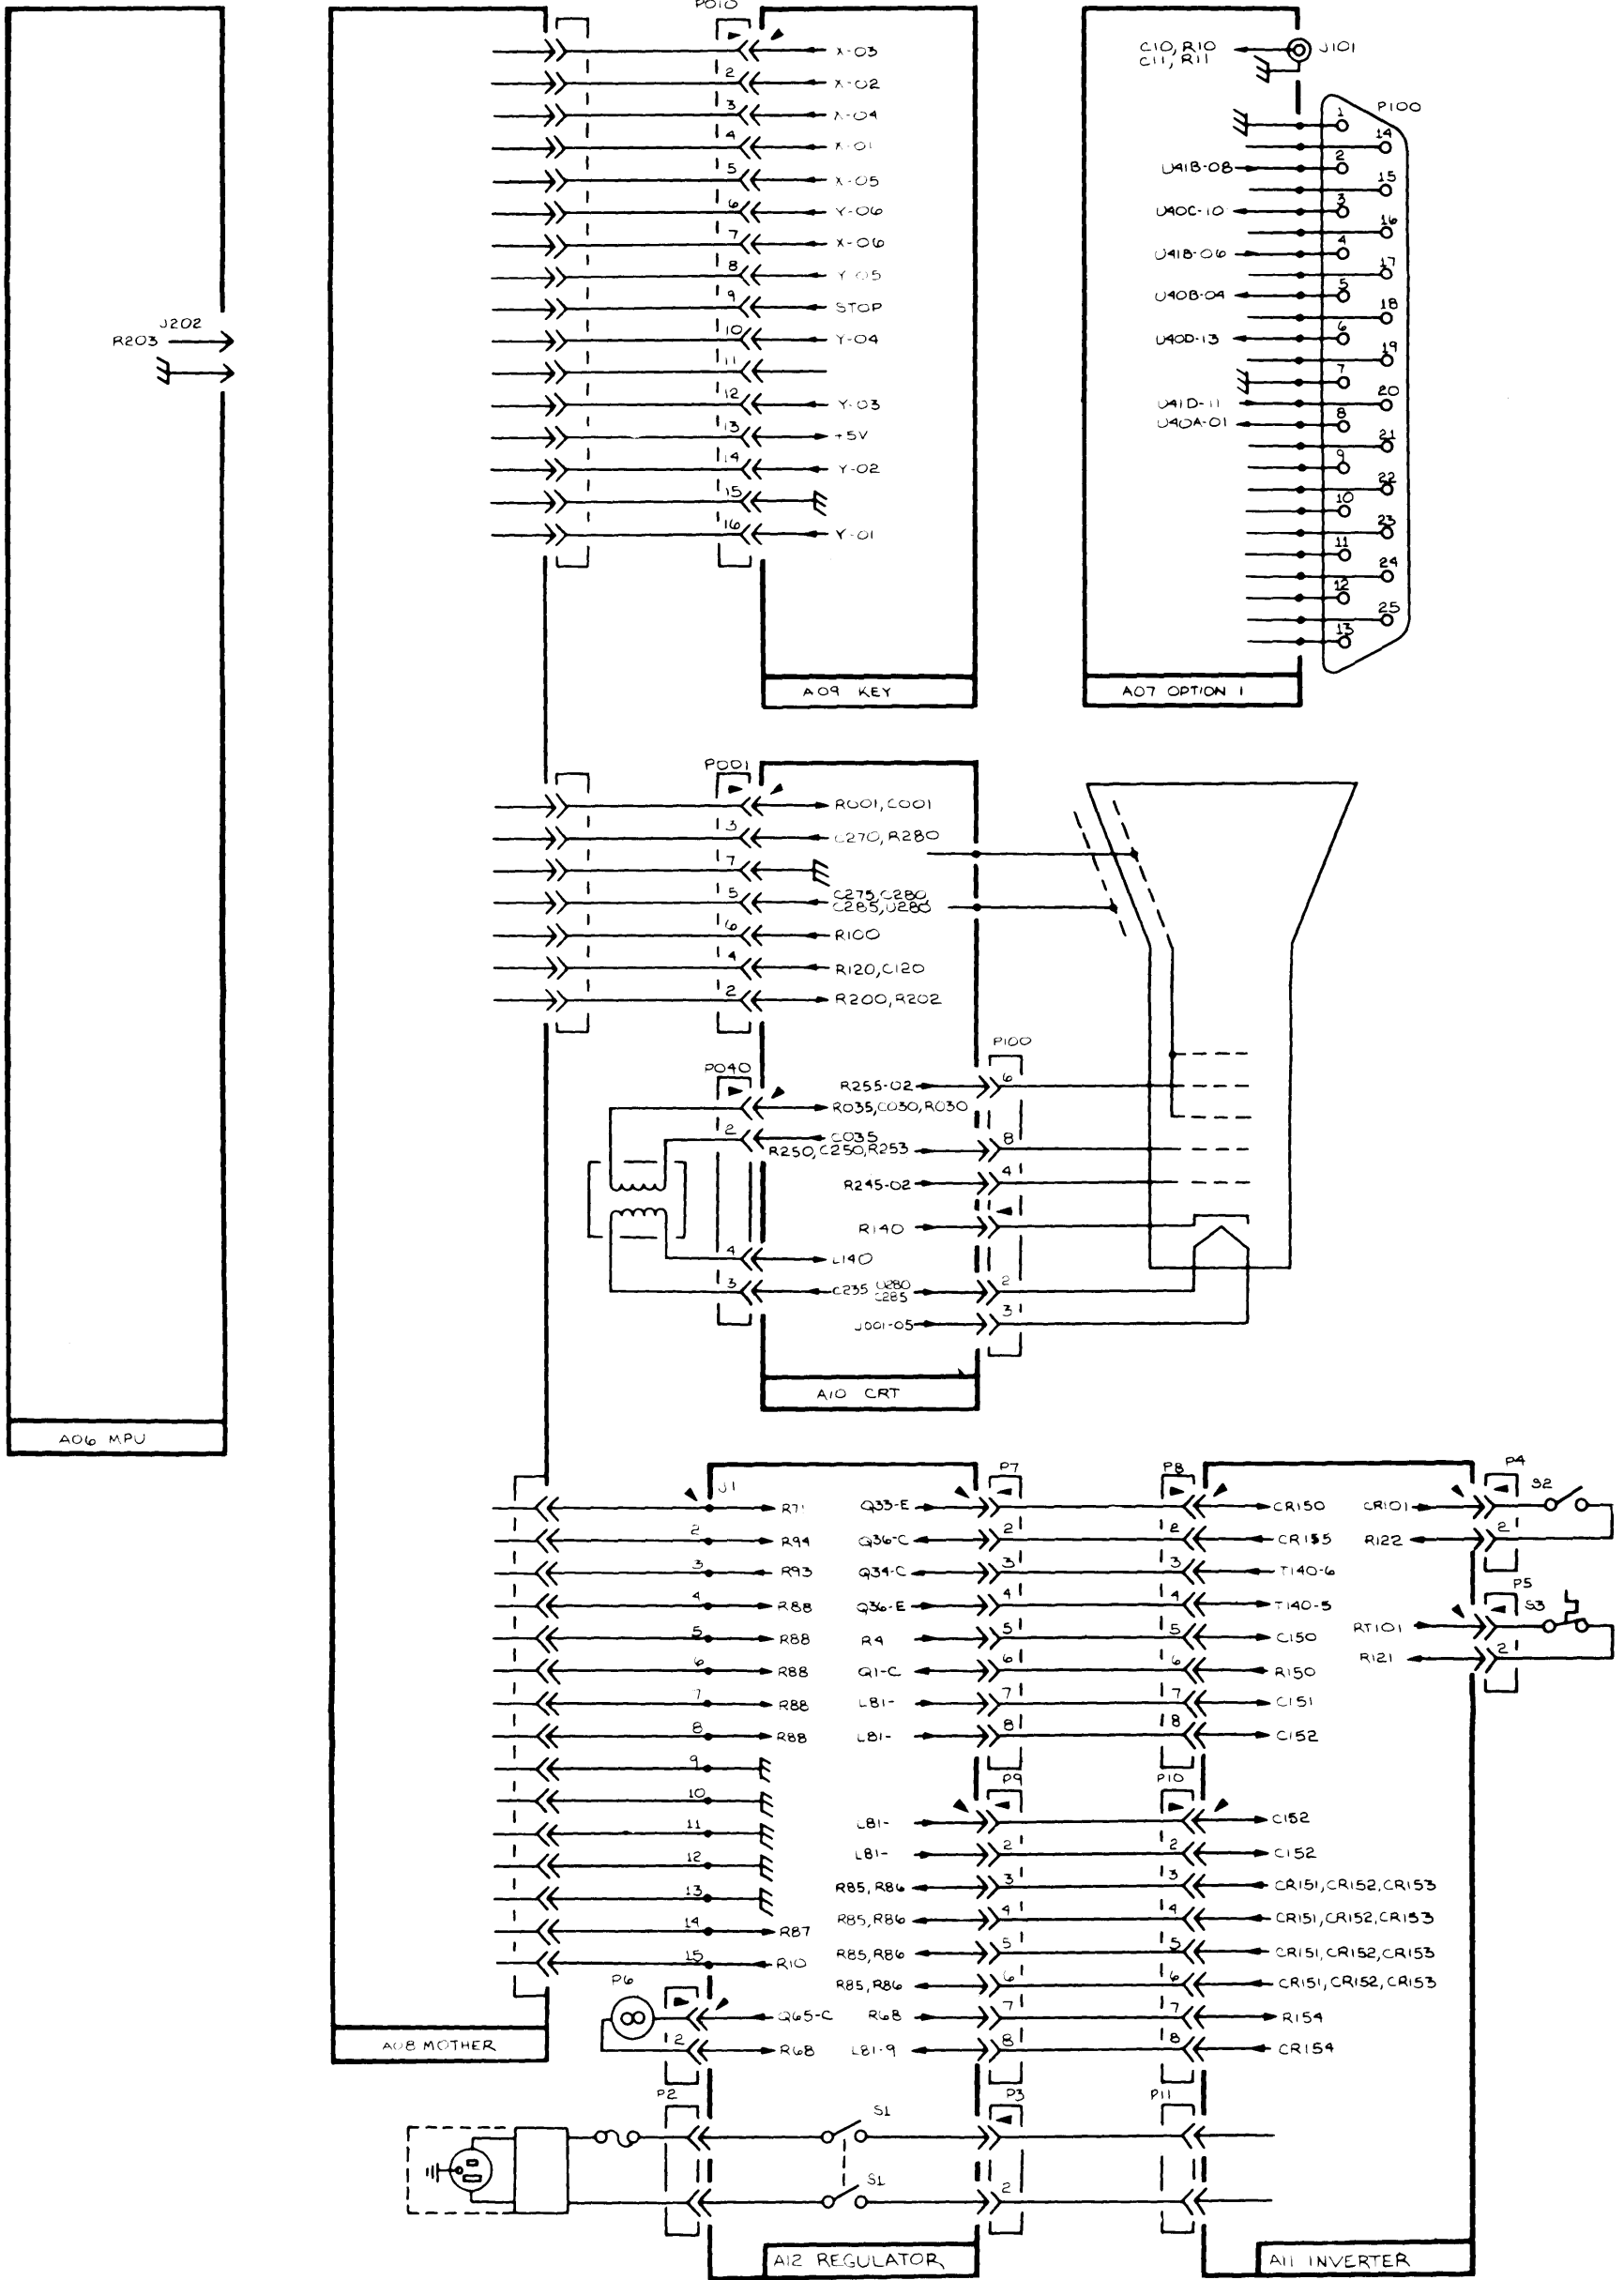 P010
X-03
2 X-02
3 X-04
4 X-01
5 X-05
6 Y-06
7 X-06
8 Y-05
9 STOP
10 Y-04
11
12 Y-03
13 +5V
14 Y-02
15
16 Y-01
A09 KEY
C10, R10
C11, R11
J101
P100
1
14
U41B-08 2
15
U40C-10 3
16
U41B-06 4
17
U40B-04 5
18
U40D-13 6
19
7
20
U41D-11
U40A-01 8
21
9
22
10
23
11
24
12
25
13
A07 OPTION 1
J202
R203
A06 MPU
P001
R001, C001
3 C270, R280
7
5 C275, C280,
C285, U280
6 R100
4 R120, C120
2 R200, R202
P040
R035, C030, R030
2 C035
4 L140
3 C235
P100
R255-02 6
R250, C250, R253 8
R245-02 4
R140
U280
C285 2
J001-05 3
A10 CRT
J1
R71
2 R94
3 R93
4 R88
5 R88
6 R88
7 R88
8 R88
9
10
11
12
13
14 R87
15 R10
A08 MOTHER
P7 P8
Q33-E CR150
Q36-C 2 2 CR155
Q34-C 3 3 T140-6
Q36-E 4 4 T140-5
R4 5 5 C150
Q1-C 6 6 R150
L81- 7 7 C151
L81- 8 8 C152
P9 P10
L81- C152
L81- 2 2 C152
R85, R86 3 3 CR151, CR152, CR153
R85, R86 4 4 CR151, CR152, CR153
R85, R86 5 5 CR151, CR152, CR153
R85, R86 6 6 CR151, CR152, CR153
R68 7 7 R154
L81-9 8 8 CR154
P4
CR101 S2
R122 2
P5
RT101 S3
R121 2
P6
Q65-C
2 R68
P2 P3 P11
S1
S1 2
A12 REGULATOR
A11 INVERTER